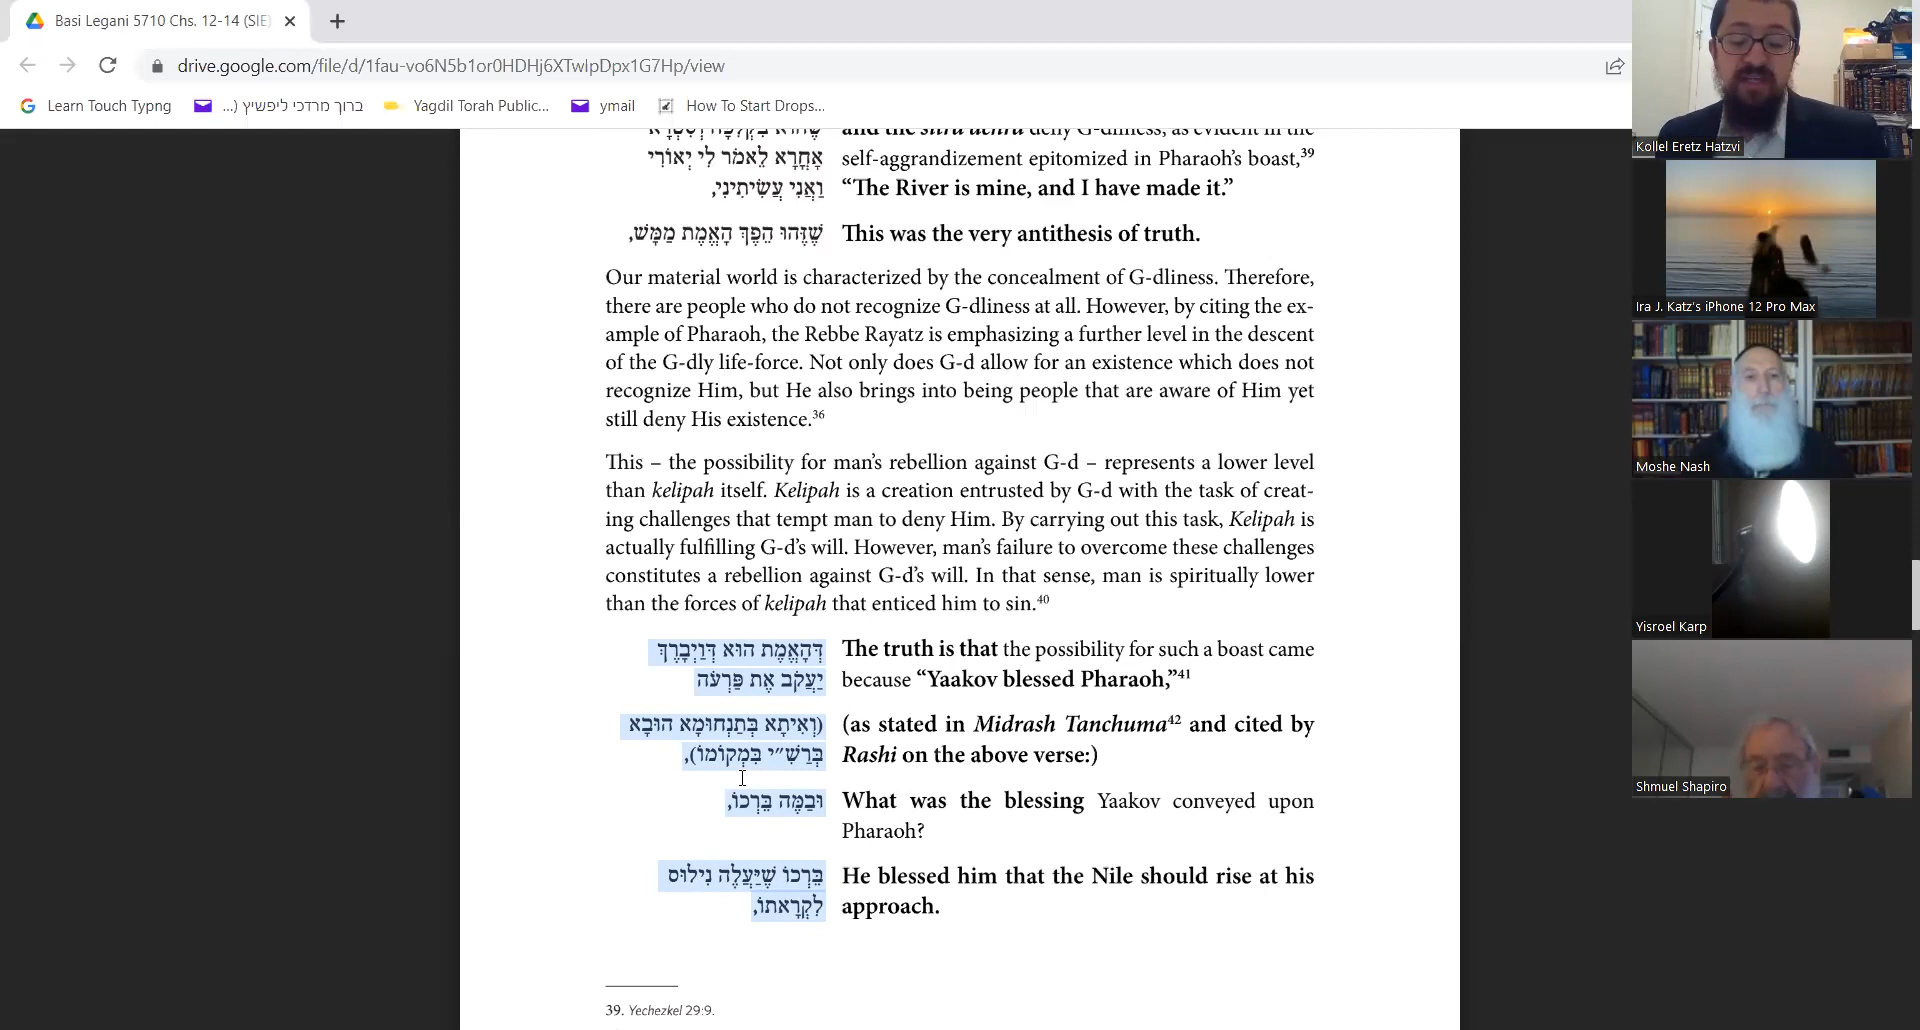 Basi Legani 5710 Chs. 12-14 (SIE)
drive.google.com/file/d/1fau-vo6N5b1or0HDHj6XTwIpDpx1G7Hp/view
Learn Touch Typng
ברוך מרדכי ליפשיץ (...
Yagdil Torah Public...
ymail
How To Start Drops...
שֶׁהוּא בִּקְלִפָּה וְסִטְרָא and the sitra achra deny G-dliness, as evident in the
אָחֳרָא לֵאמֹר לִי יְאוֹרִי self-aggrandizement epitomized in Pharaoh's boast,39
וַאֲנִי עֲשִׂיתִינִי, “The River is mine, and I have made it.”
שֶׁזֶּהוּ הֵפֶךְ הָאֱמֶת מַמָּשׁ, This was the very antithesis of truth.
Our material world is characterized by the concealment of G-dliness. Therefore,
there are people who do not recognize G-dliness at all. However, by citing the ex-
ample of Pharaoh, the Rebbe Rayatz is emphasizing a further level in the descent
of the G-dly life-force. Not only does G-d allow for an existence which does not
recognize Him, but He also brings into being people that are aware of Him yet
still deny His existence.36
This – the possibility for man's rebellion against G-d – represents a lower level
than kelipah itself. Kelipah is a creation entrusted by G-d with the task of creat-
ing challenges that tempt man to deny Him. By carrying out this task, Kelipah is
actually fulfilling G-d's will. However, man's failure to overcome these challenges
constitutes a rebellion against G-d's will. In that sense, man is spiritually lower
than the forces of kelipah that enticed him to sin.40
דְּהָאֱמֶת הוּא דְּוַיְבָרֶךְ The truth is that the possibility for such a boast came
יַעֲקֹב אֶת פַּרְעֹה because “Yaakov blessed Pharaoh,”41
(וְאִיתָא בְּתַנְחוּמָא הוּבָא (as stated in Midrash Tanchuma42 and cited by
בְּרַשִׁ״י בִּמְקוֹמוֹ), Rashi on the above verse:)
וּבַמֶּה בֵּרְכוֹ, What was the blessing Yaakov conveyed upon
Pharaoh?
בֵּרְכוֹ שֶׁיַּעֲלֶה נִילוּס He blessed him that the Nile should rise at his
לִקְרָאתוֹ, approach.
39. Yechezkel 29:9.
Kollel Eretz Hatzvi
Ira J. Katz's iPhone 12 Pro Max
Moshe Nash
Yisroel Karp
Shmuel Shapiro